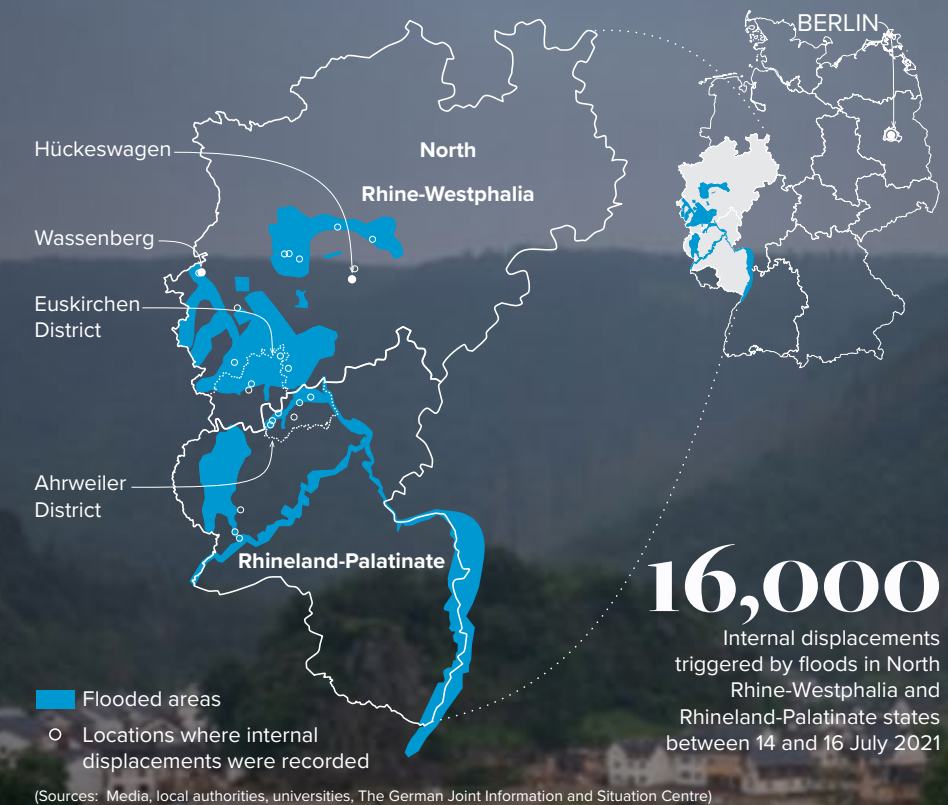 BERLIN
Hückeswagen
North
Rhine-Westphalia
Wassenberg
Euskirchen
District
Ahrweiler
District
Rhineland-Palatinate
16,000
Internal displacements
triggered by floods in North
Rhine-Westphalia and
Rhineland-Palatinate states
between 14 and 16 July 2021
Flooded areas
Locations where internal
displacements were recorded
(Sources: Media, local authorities, universities, The German Joint Information and Situation Centre)